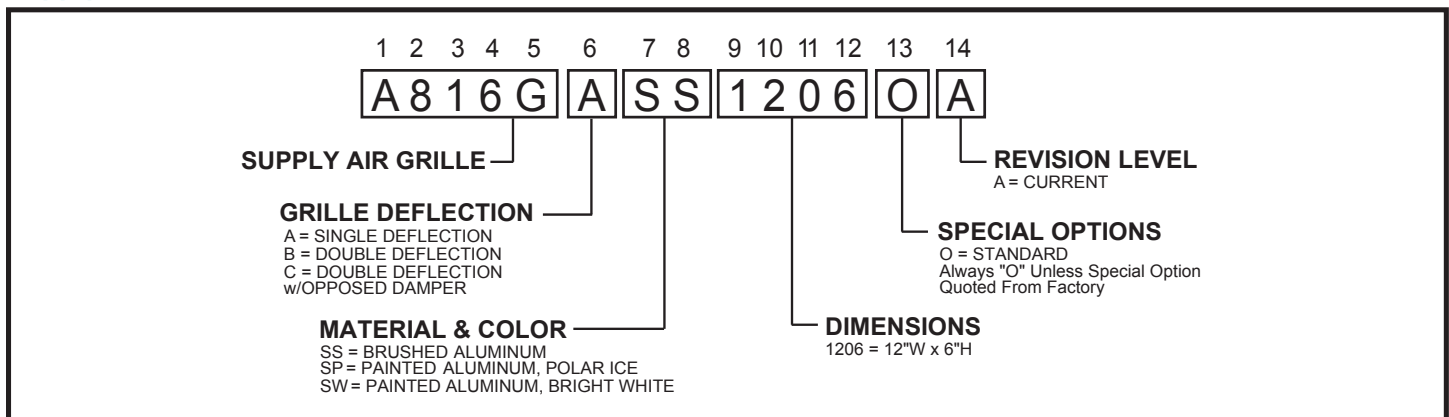 1 2 3 4 5 6 7 8 9 10 11 12 13 14
A816G A SS 1206 O A
SUPPLY AIR GRILLE
GRILLE DEFLECTION
A = SINGLE DEFLECTION
B = DOUBLE DEFLECTION
C = DOUBLE DEFLECTION
w/OPPOSED DAMPER
MATERIAL & COLOR
SS = BRUSHED ALUMINUM
SP = PAINTED ALUMINUM, POLAR ICE
SW = PAINTED ALUMINUM, BRIGHT WHITE
REVISION LEVEL
A = CURRENT
SPECIAL OPTIONS
O = STANDARD
Always "O" Unless Special Option
Quoted From Factory
DIMENSIONS
1206 = 12"W x 6"H